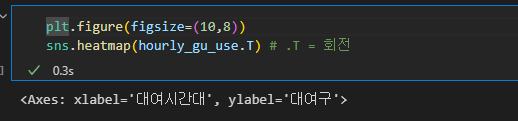 plt.figure(figsize=(10,8))
sns.heatmap(hourly_gu_use.T) # .T = 회전
0.3s
<Axes: xlabel='대여시간대', ylabel='대여구'>